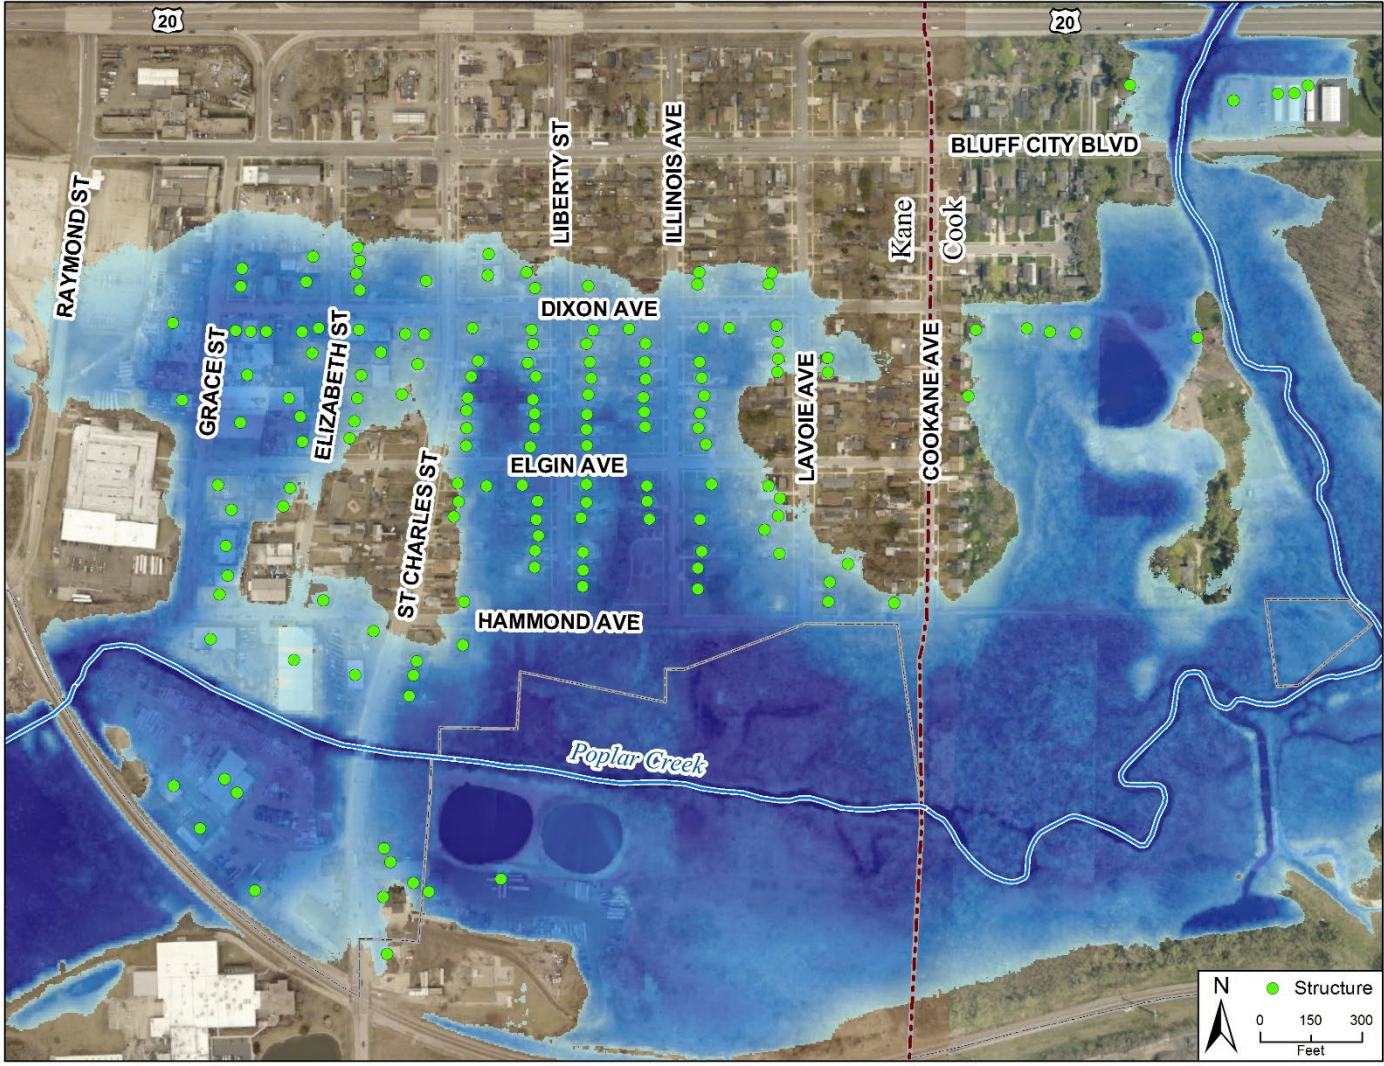 20
20
BLUFF CITY BLVD
LIBERTY ST
ILLINOIS AVE
RAYMOND ST
Kane
Cook
DIXON AVE
GRACE ST
ELIZABETH ST
LAVOIE AVE
COOKANE AVE
ELGIN AVE
ST CHARLES ST
HAMMOND AVE
Poplar Creek
N
Structure
0 150 300
Feet